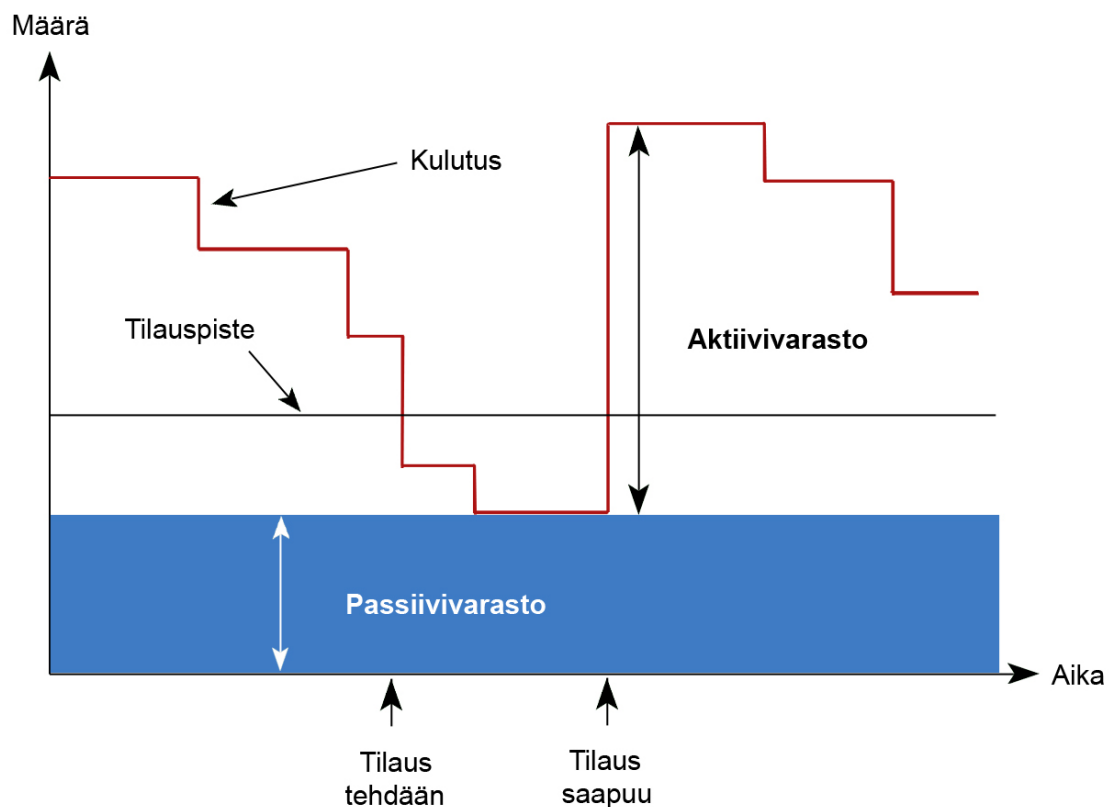 Määrä
Kulutus
Tilauspiste
Aktiivivarasto
Passiivivarasto
Aika
Tilaus
tehdään
Tilaus
saapuu